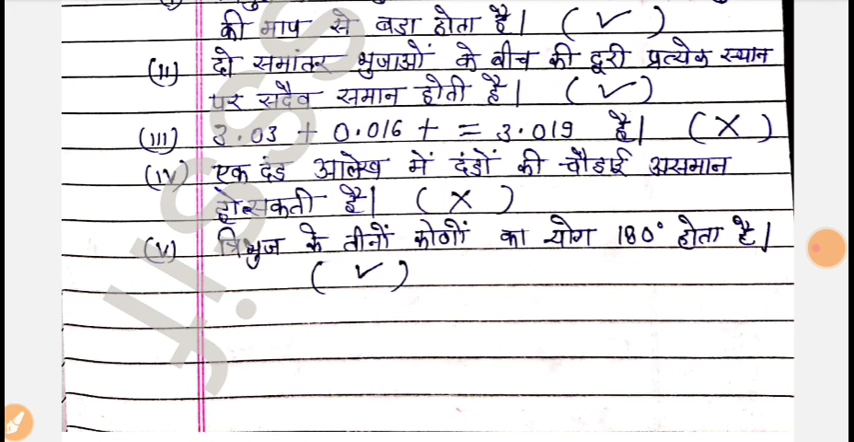 की माप से बड़ा होता है। (✓)
(ii) दो समांतर भुजाओं के बीच की दूरी प्रत्येक स्थान
पर सदैव समान होती है। (✓)
(iii) 3.03 + 0.016 + = 3.019 है। (X)
(iv) एक दंड आलेख में दंडों की चौड़ाई असमान
हो सकती है। (X)
(v) त्रिभुज के तीनों कोणों का योग 180° होता है।
(✓)